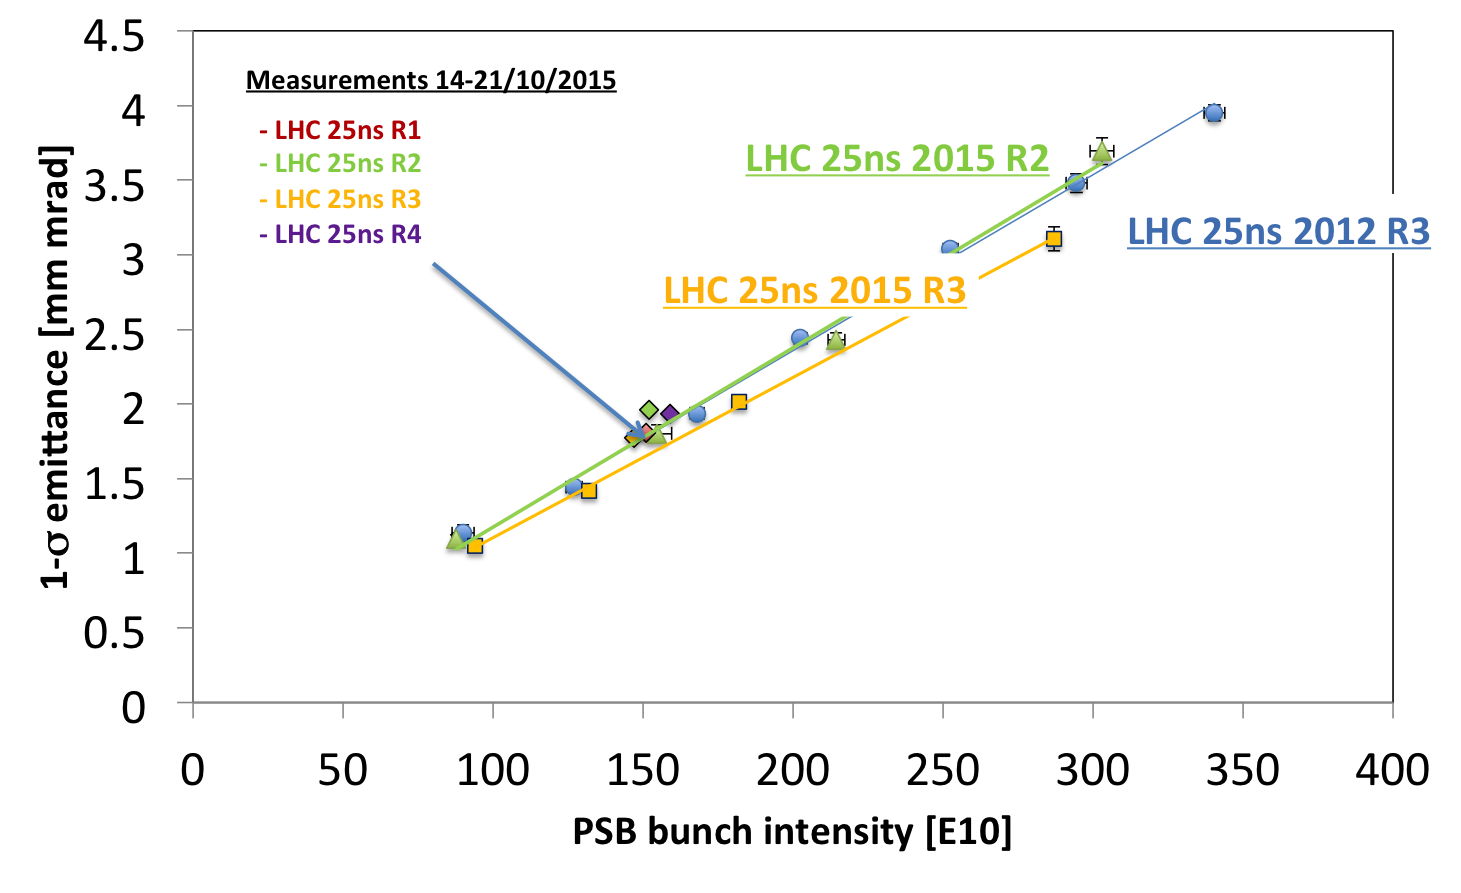 4.5
4
3.5
3
2.5
2
1.5
1
0.5
0
1-σ emittance [mm mrad]
Measurements 14-21/10/2015
- LHC 25ns R1
- LHC 25ns R2
- LHC 25ns R3
- LHC 25ns R4
LHC 25ns 2015 R2
LHC 25ns 2012 R3
LHC 25ns 2015 R3
0 50 100 150 200 250 300 350 400
PSB bunch intensity [E10]